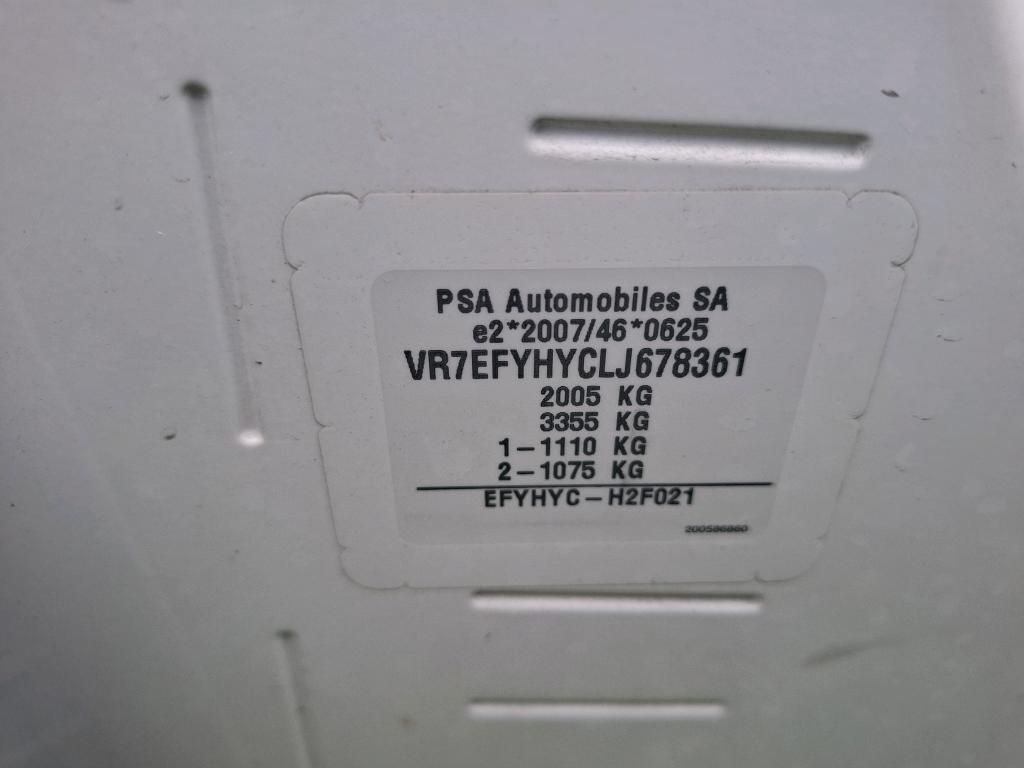 PSA Automobiles SA
e2*2007/46*0625
VR7EFYHYCLJ678361
2005 KG
3355 KG
1-1110 KG
2-1075 KG
EFYHYC-H2F021
200586860